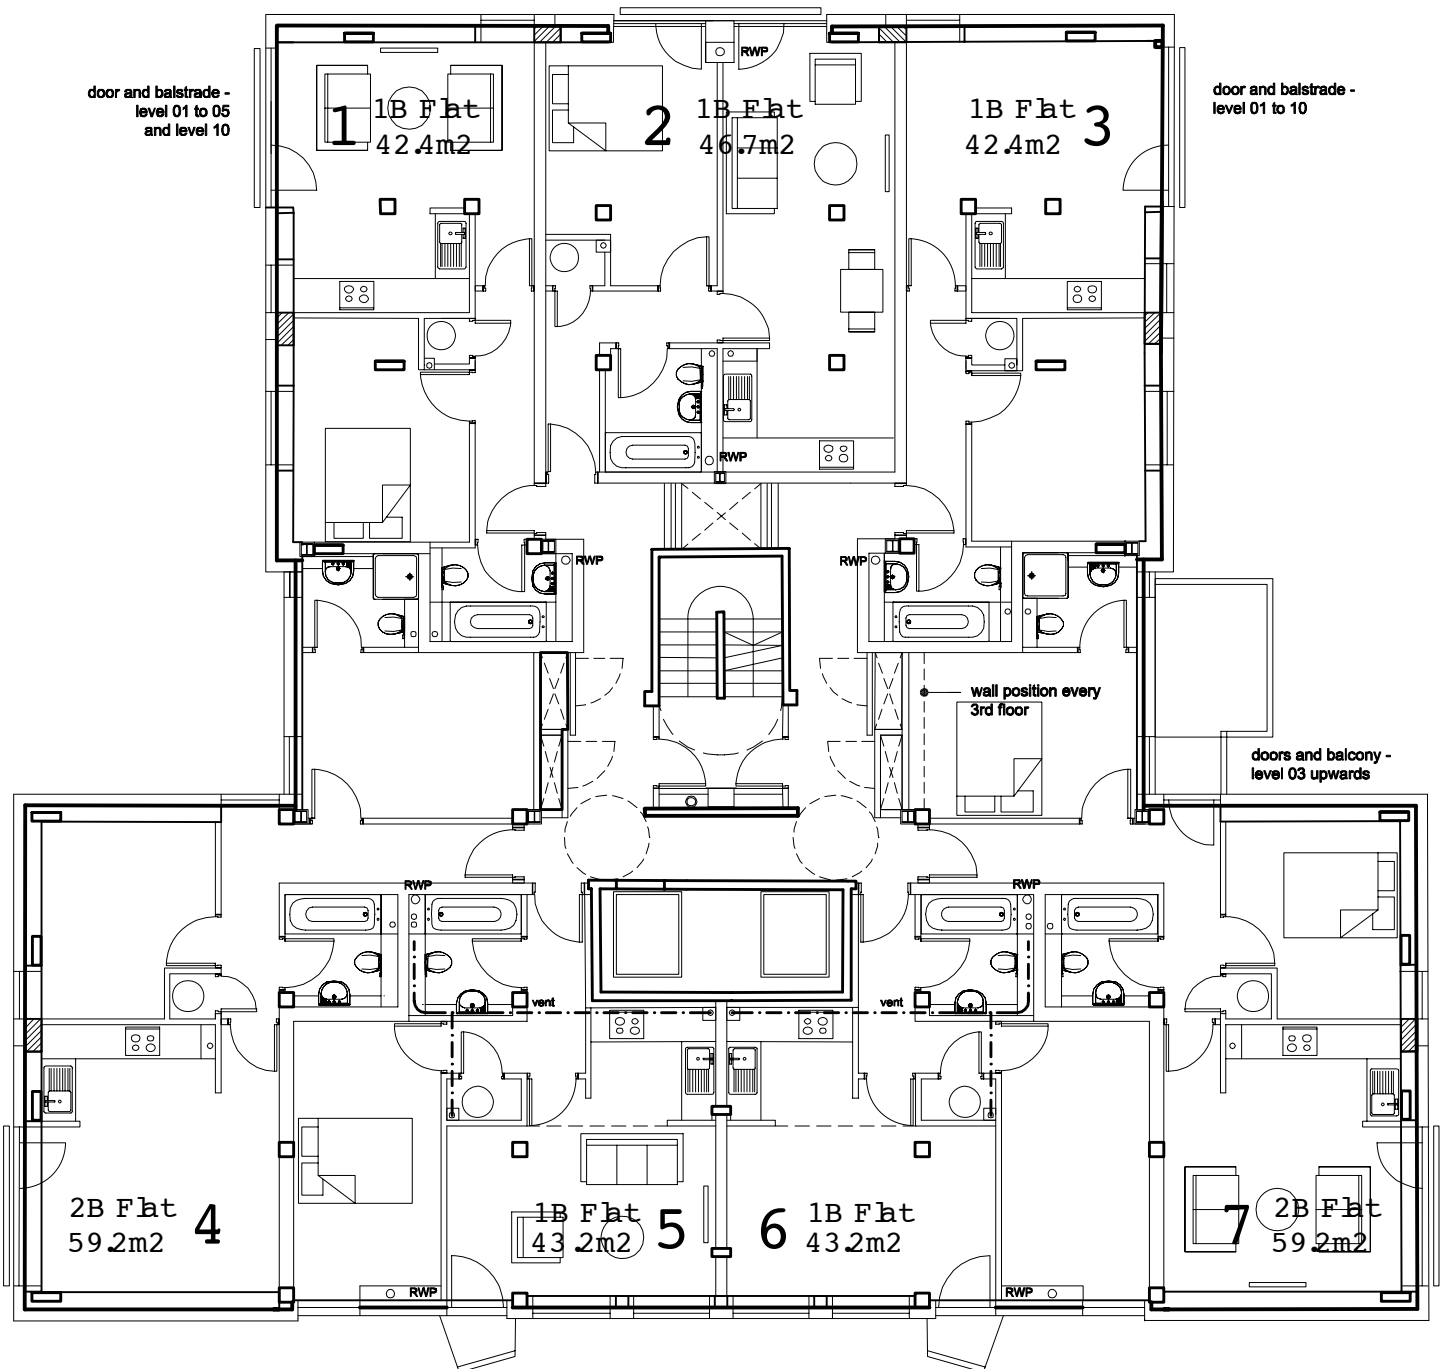 RWP
door and balstrade -
level 01 to 05
and level 10
1
1B Flat
42.4m2
2
1B Flat
46.7m2
1B Flat
42.4m2
3
door and balstrade -
level 01 to 10
RWP
RWP
RWP
wall position every
3rd floor
doors and balcony -
level 03 upwards
RWP
RWP
vent
vent
2B Flat
59.2m2
4
1B Flat
43.2m2
5
6
1B Flat
43.2m2
7
2B Flat
59.2m2
RWP
RWP